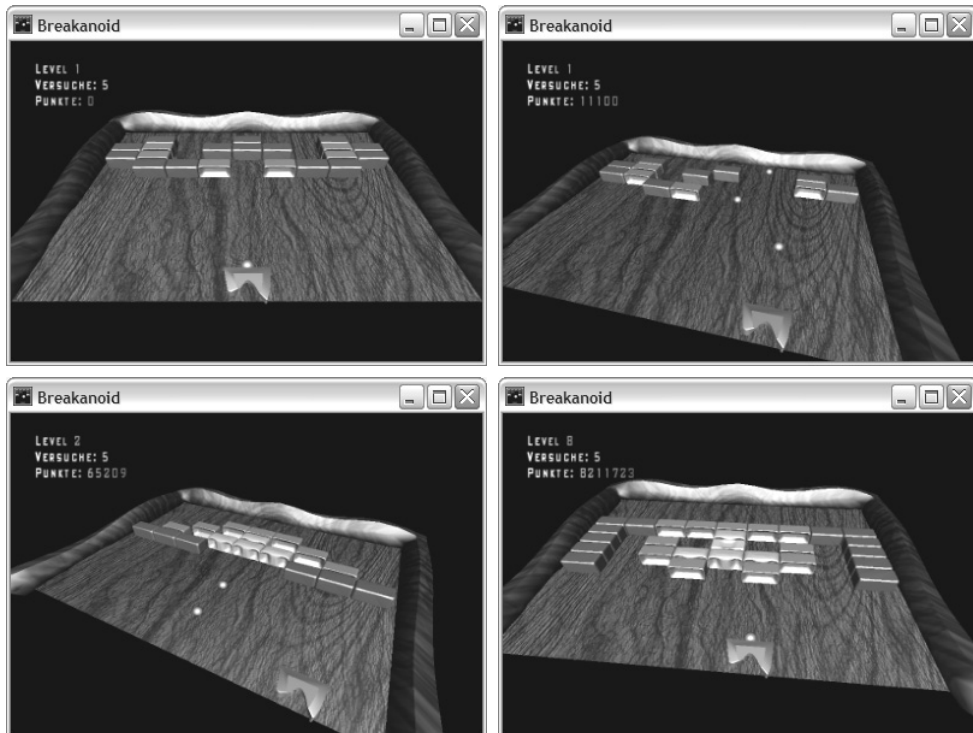 Breakanoid
LEVEL 1
VERSUCHE: 5
PUNKTE: 0
Breakanoid
LEVEL 1
VERSUCHE: 5
PUNKTE: 11100
Breakanoid
LEVEL 2
VERSUCHE: 5
PUNKTE: 65209
Breakanoid
LEVEL 8
VERSUCHE: 5
PUNKTE: 8211723